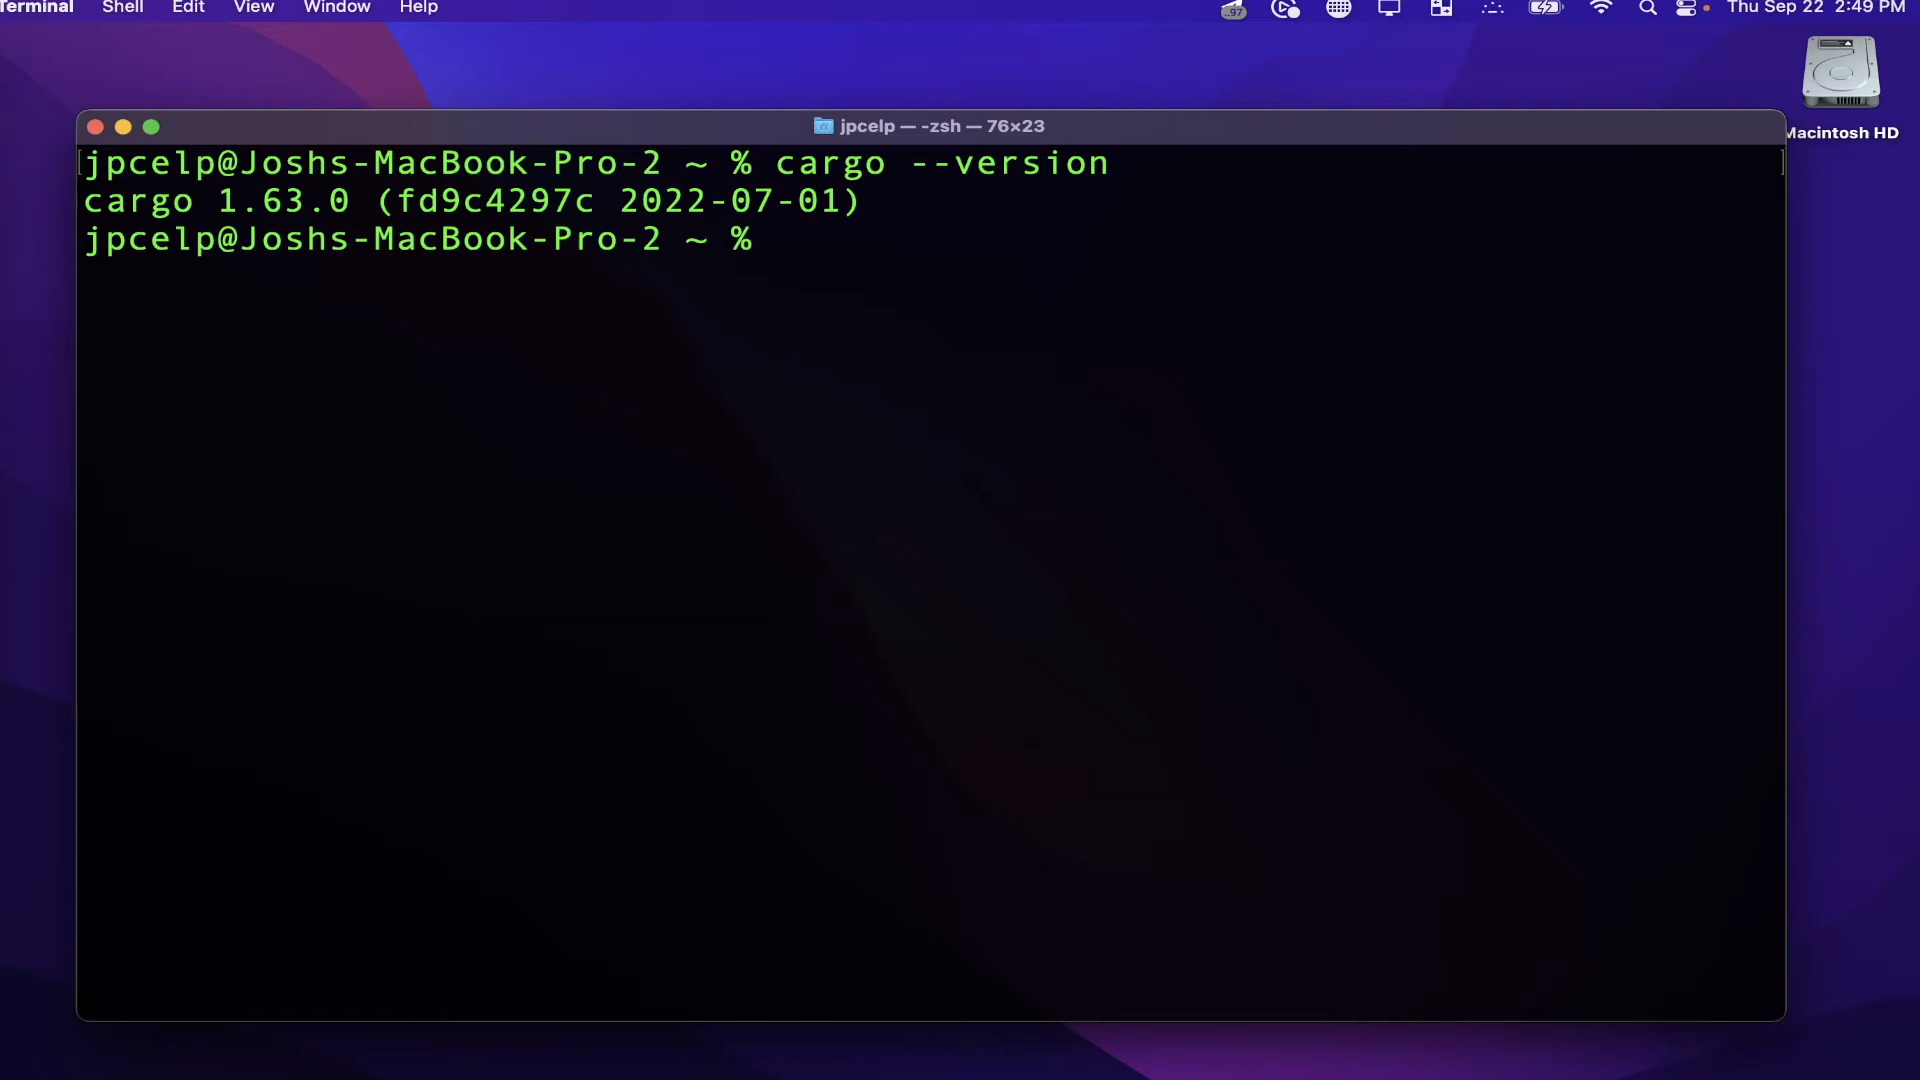 Terminal Shell Edit View Window Help ..97 Thu Sep 22 2:49 PM
Macintosh HD
jpcelp — -zsh — 76×23
jpcelp@Joshs-MacBook-Pro-2 ~ % cargo --version
cargo 1.63.0 (fd9c4297c 2022-07-01)
jpcelp@Joshs-MacBook-Pro-2 ~ %